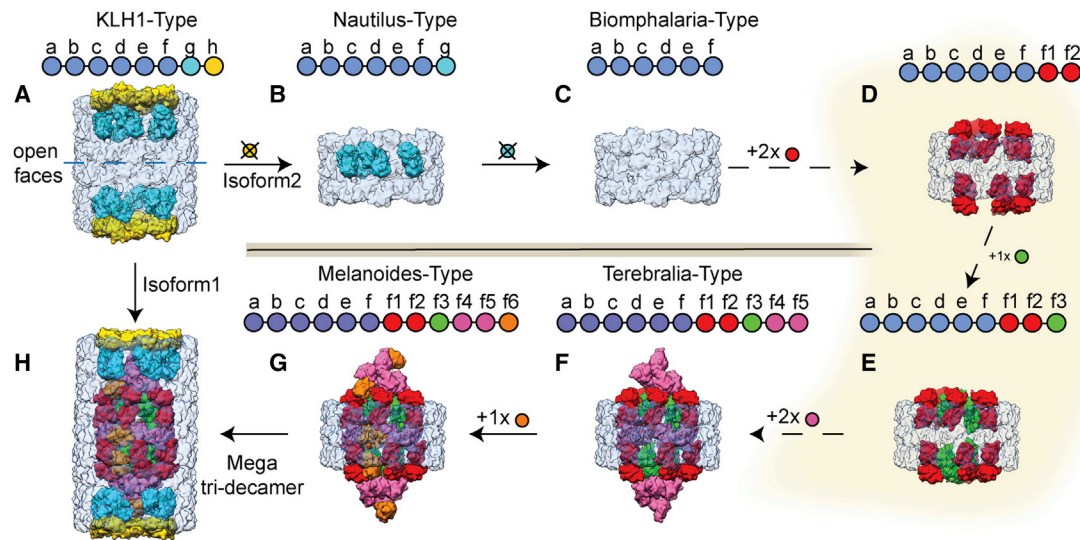 KLH1-Type
a b c d e f g h
Nautilus-Type
a b c d e f g
Biomphalaria-Type
a b c d e f
a b c d e f f1 f2
A
B
C
D
open
faces
Isoform2
+2x
+1x
Isoform1
Melanoides-Type
a b c d e f f1 f2 f3 f4 f5 f6
Terebralia-Type
a b c d e f f1 f2 f3 f4 f5
a b c d e f f1 f2 f3
H
G
F
E
+1x
+2x
Mega
tri-decamer